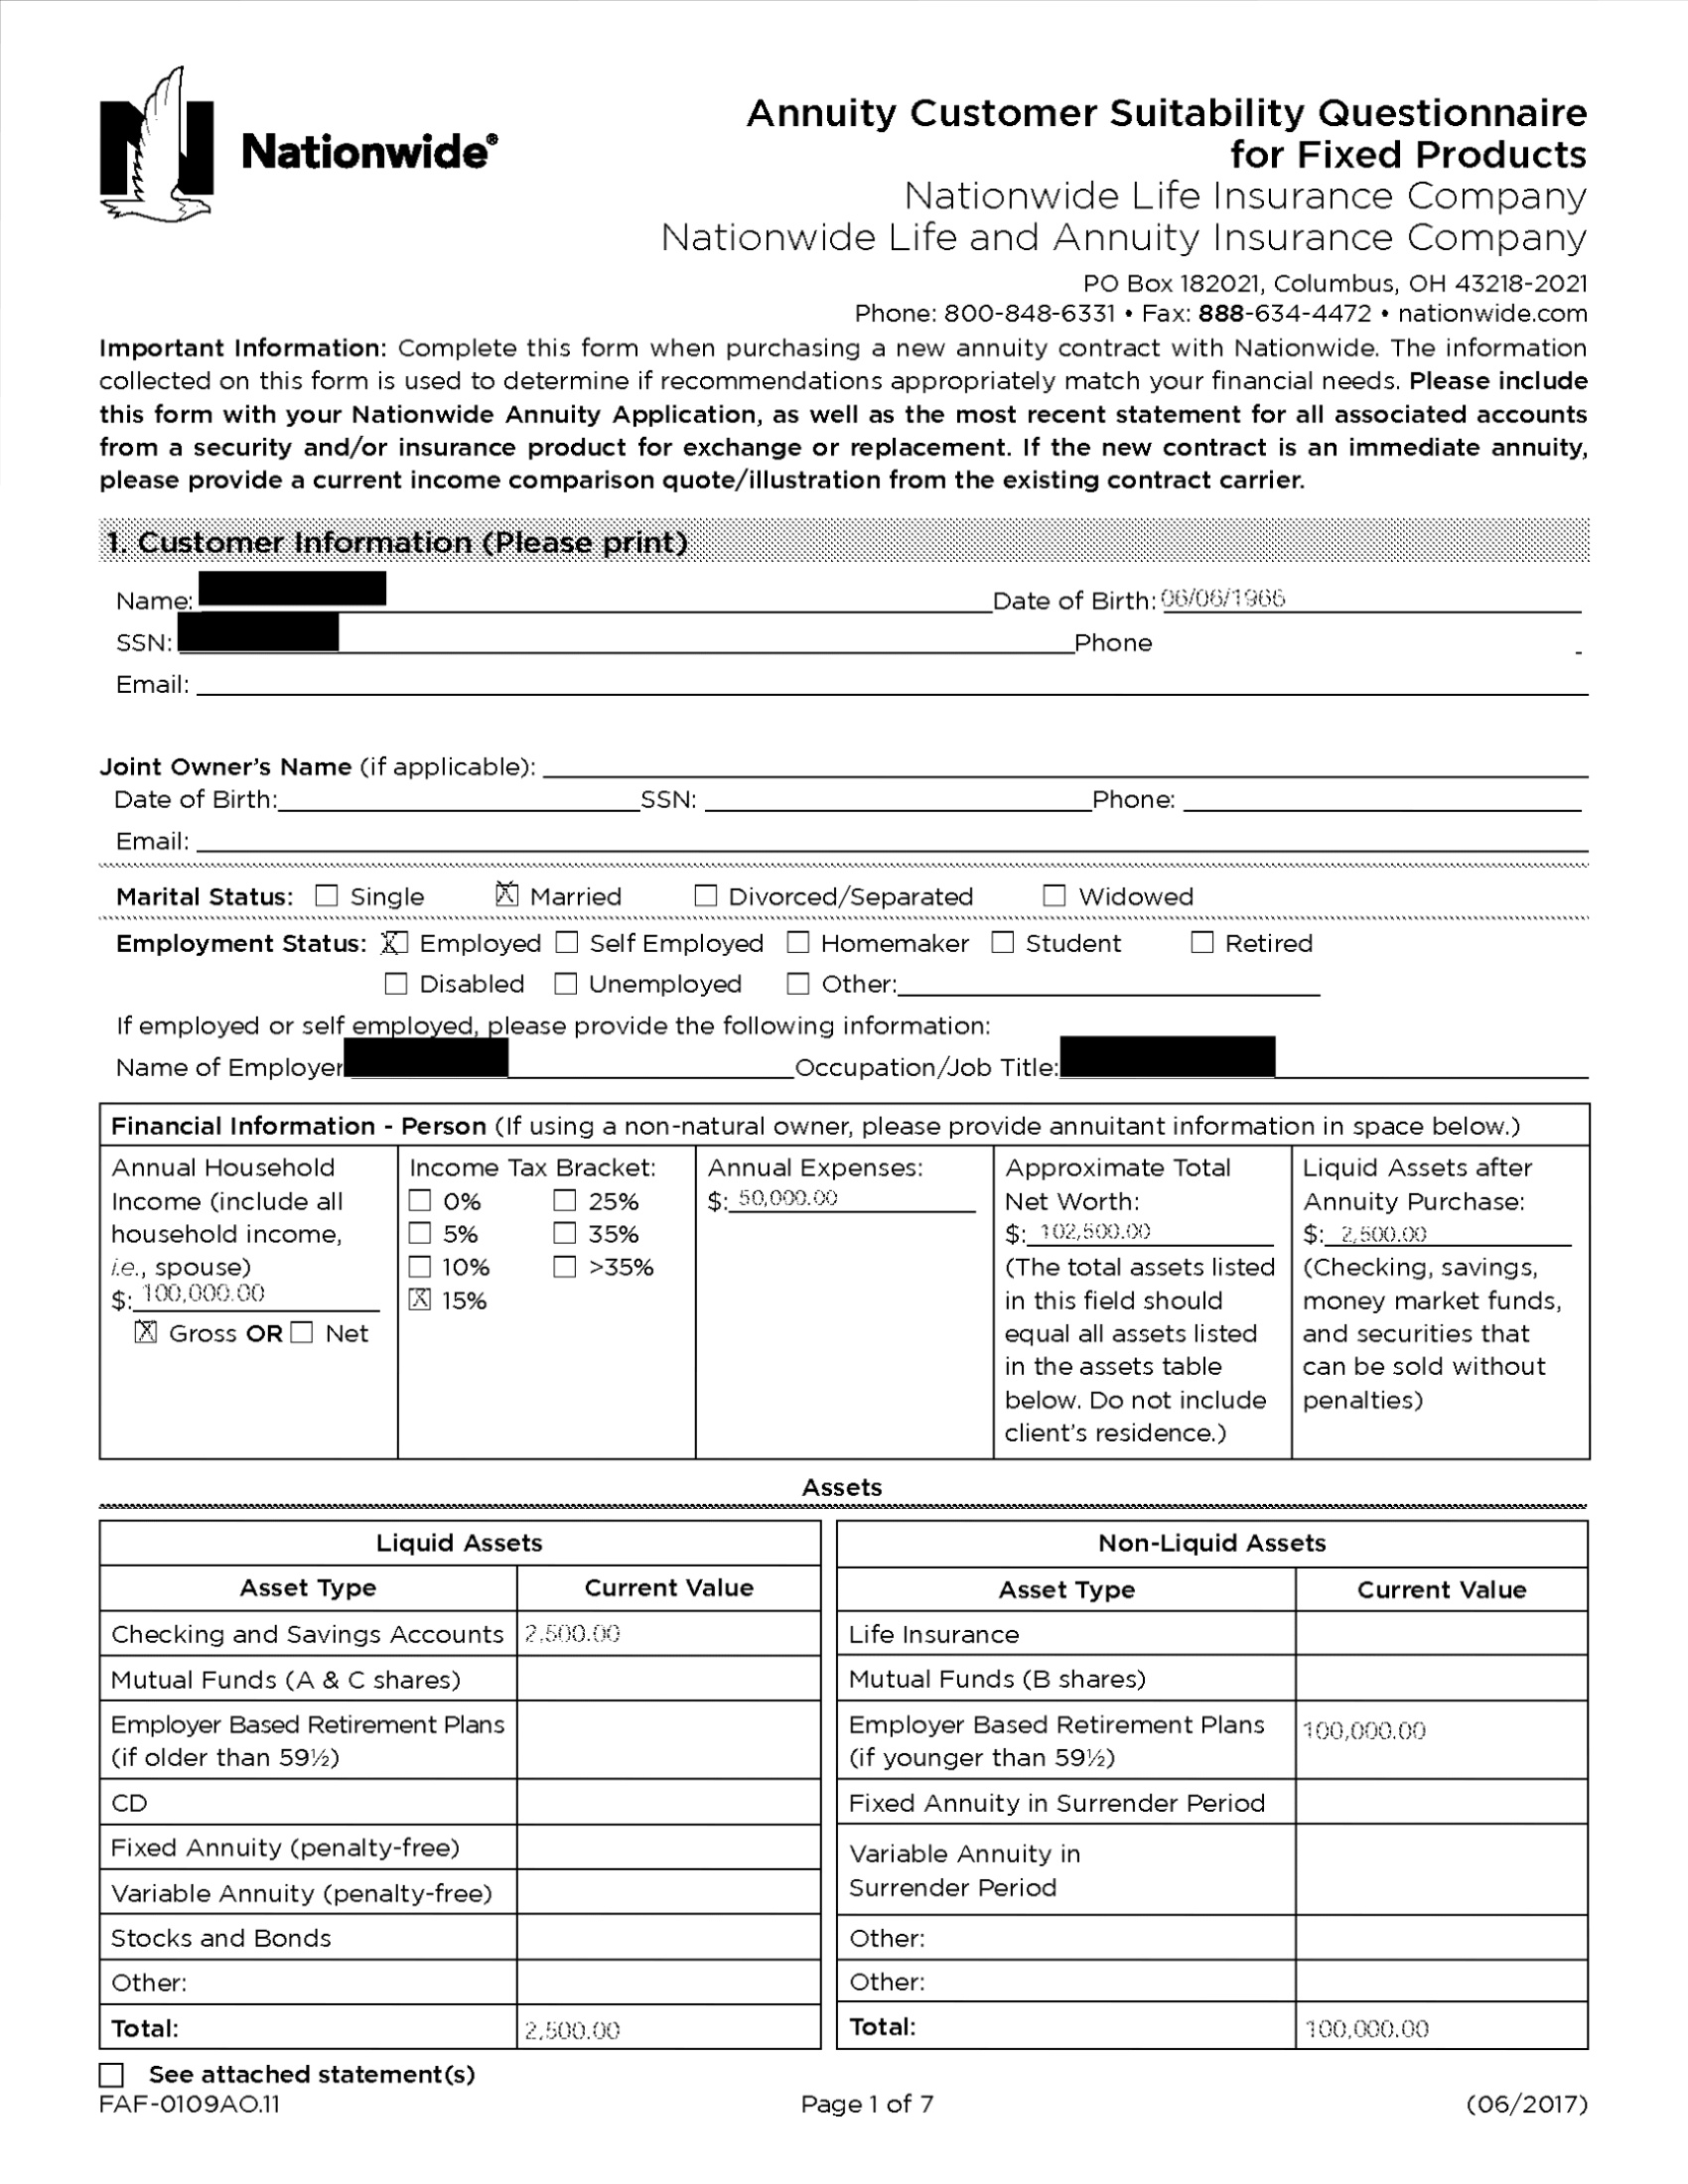 Nationwide®
Annuity Customer Suitability Questionnaire
for Fixed Products
Nationwide Life Insurance Company
Nationwide Life and Annuity Insurance Company
PO Box 182021, Columbus, OH 43218-2021
Phone: 800-848-6331 • Fax: 888-634-4472 • nationwide.com
Important Information: Complete this form when purchasing a new annuity contract with Nationwide. The information
collected on this form is used to determine if recommendations appropriately match your financial needs. Please include
this form with your Nationwide Annuity Application, as well as the most recent statement for all associated accounts
from a security and/or insurance product for exchange or replacement. If the new contract is an immediate annuity,
please provide a current income comparison quote/illustration from the existing contract carrier.
1. Customer Information (Please print)
Name: Date of Birth: 06/06/1966
SSN: Phone
Email:
Joint Owner's Name (if applicable):
Date of Birth: SSN: Phone:
Email:
Marital Status: ☐ Single ☒ Married ☐ Divorced/Separated ☐ Widowed
Employment Status: ☒ Employed ☐ Self Employed ☐ Homemaker ☐ Student ☐ Retired
☐ Disabled ☐ Unemployed ☐ Other:
If employed or self employed, please provide the following information:
Name of Employer Occupation/Job Title:
Financial Information - Person (If using a non-natural owner, please provide annuitant information in space below.)
Annual Household
Income (include all
household income,
i.e., spouse)
$: 100,000.00
☒ Gross OR ☐ Net
Income Tax Bracket:
☐ 0% ☐ 25%
☐ 5% ☐ 35%
☐ 10% ☐ >35%
☒ 15%
Annual Expenses:
$: 50,000.00
Approximate Total
Net Worth:
$: 102,500.00
(The total assets listed
in this field should
equal all assets listed
in the assets table
below. Do not include
client's residence.)
Liquid Assets after
Annuity Purchase:
$: 2,500.00
(Checking, savings,
money market funds,
and securities that
can be sold without
penalties)
Assets
Liquid Assets
Asset Type Current Value
Checking and Savings Accounts 2,500.00
Mutual Funds (A & C shares)
Employer Based Retirement Plans
(if older than 59½)
CD
Fixed Annuity (penalty-free)
Variable Annuity (penalty-free)
Stocks and Bonds
Other:
Total: 2,500.00
Non-Liquid Assets
Asset Type Current Value
Life Insurance
Mutual Funds (B shares)
Employer Based Retirement Plans 100,000.00
(if younger than 59½)
Fixed Annuity in Surrender Period
Variable Annuity in
Surrender Period
Other:
Other:
Total: 100,000.00
☐ See attached statement(s)
FAF-0109AO.11 Page 1 of 7 (06/2017)